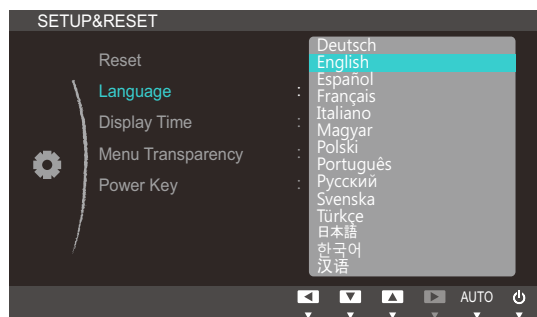 SETUP&RESET
Reset
Language :
Display Time :
Menu Transparency :
Power Key :
Deutsch
English
Español
Français
Italiano
Magyar
Polski
Português
Русский
Svenska
Türkçe
日本語
한국어
汉语
AUTO